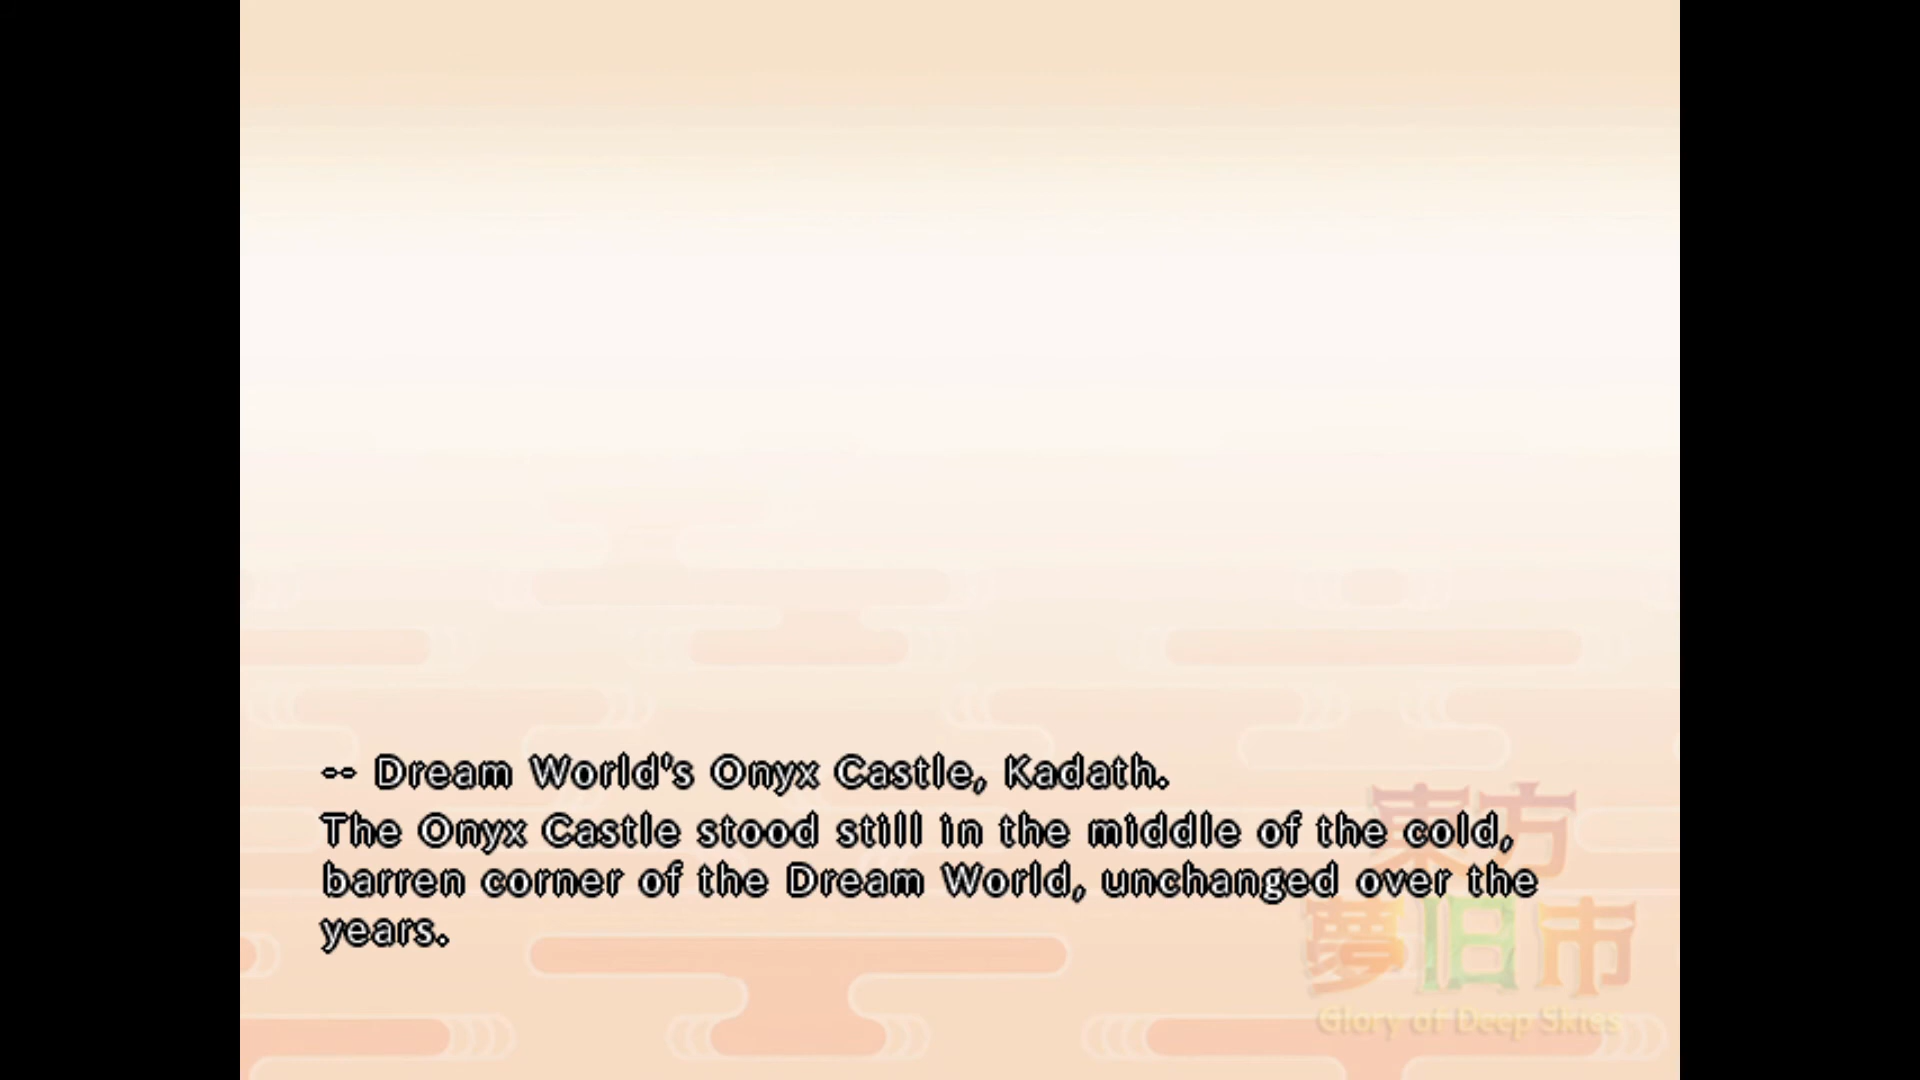 -- Dream World's Onyx Castle, Kadath.
The Onyx Castle stood still in the middle of the cold,
barren corner of the Dream World, unchanged over the
years.
東方
夢旧市
Glory of Deep Skies